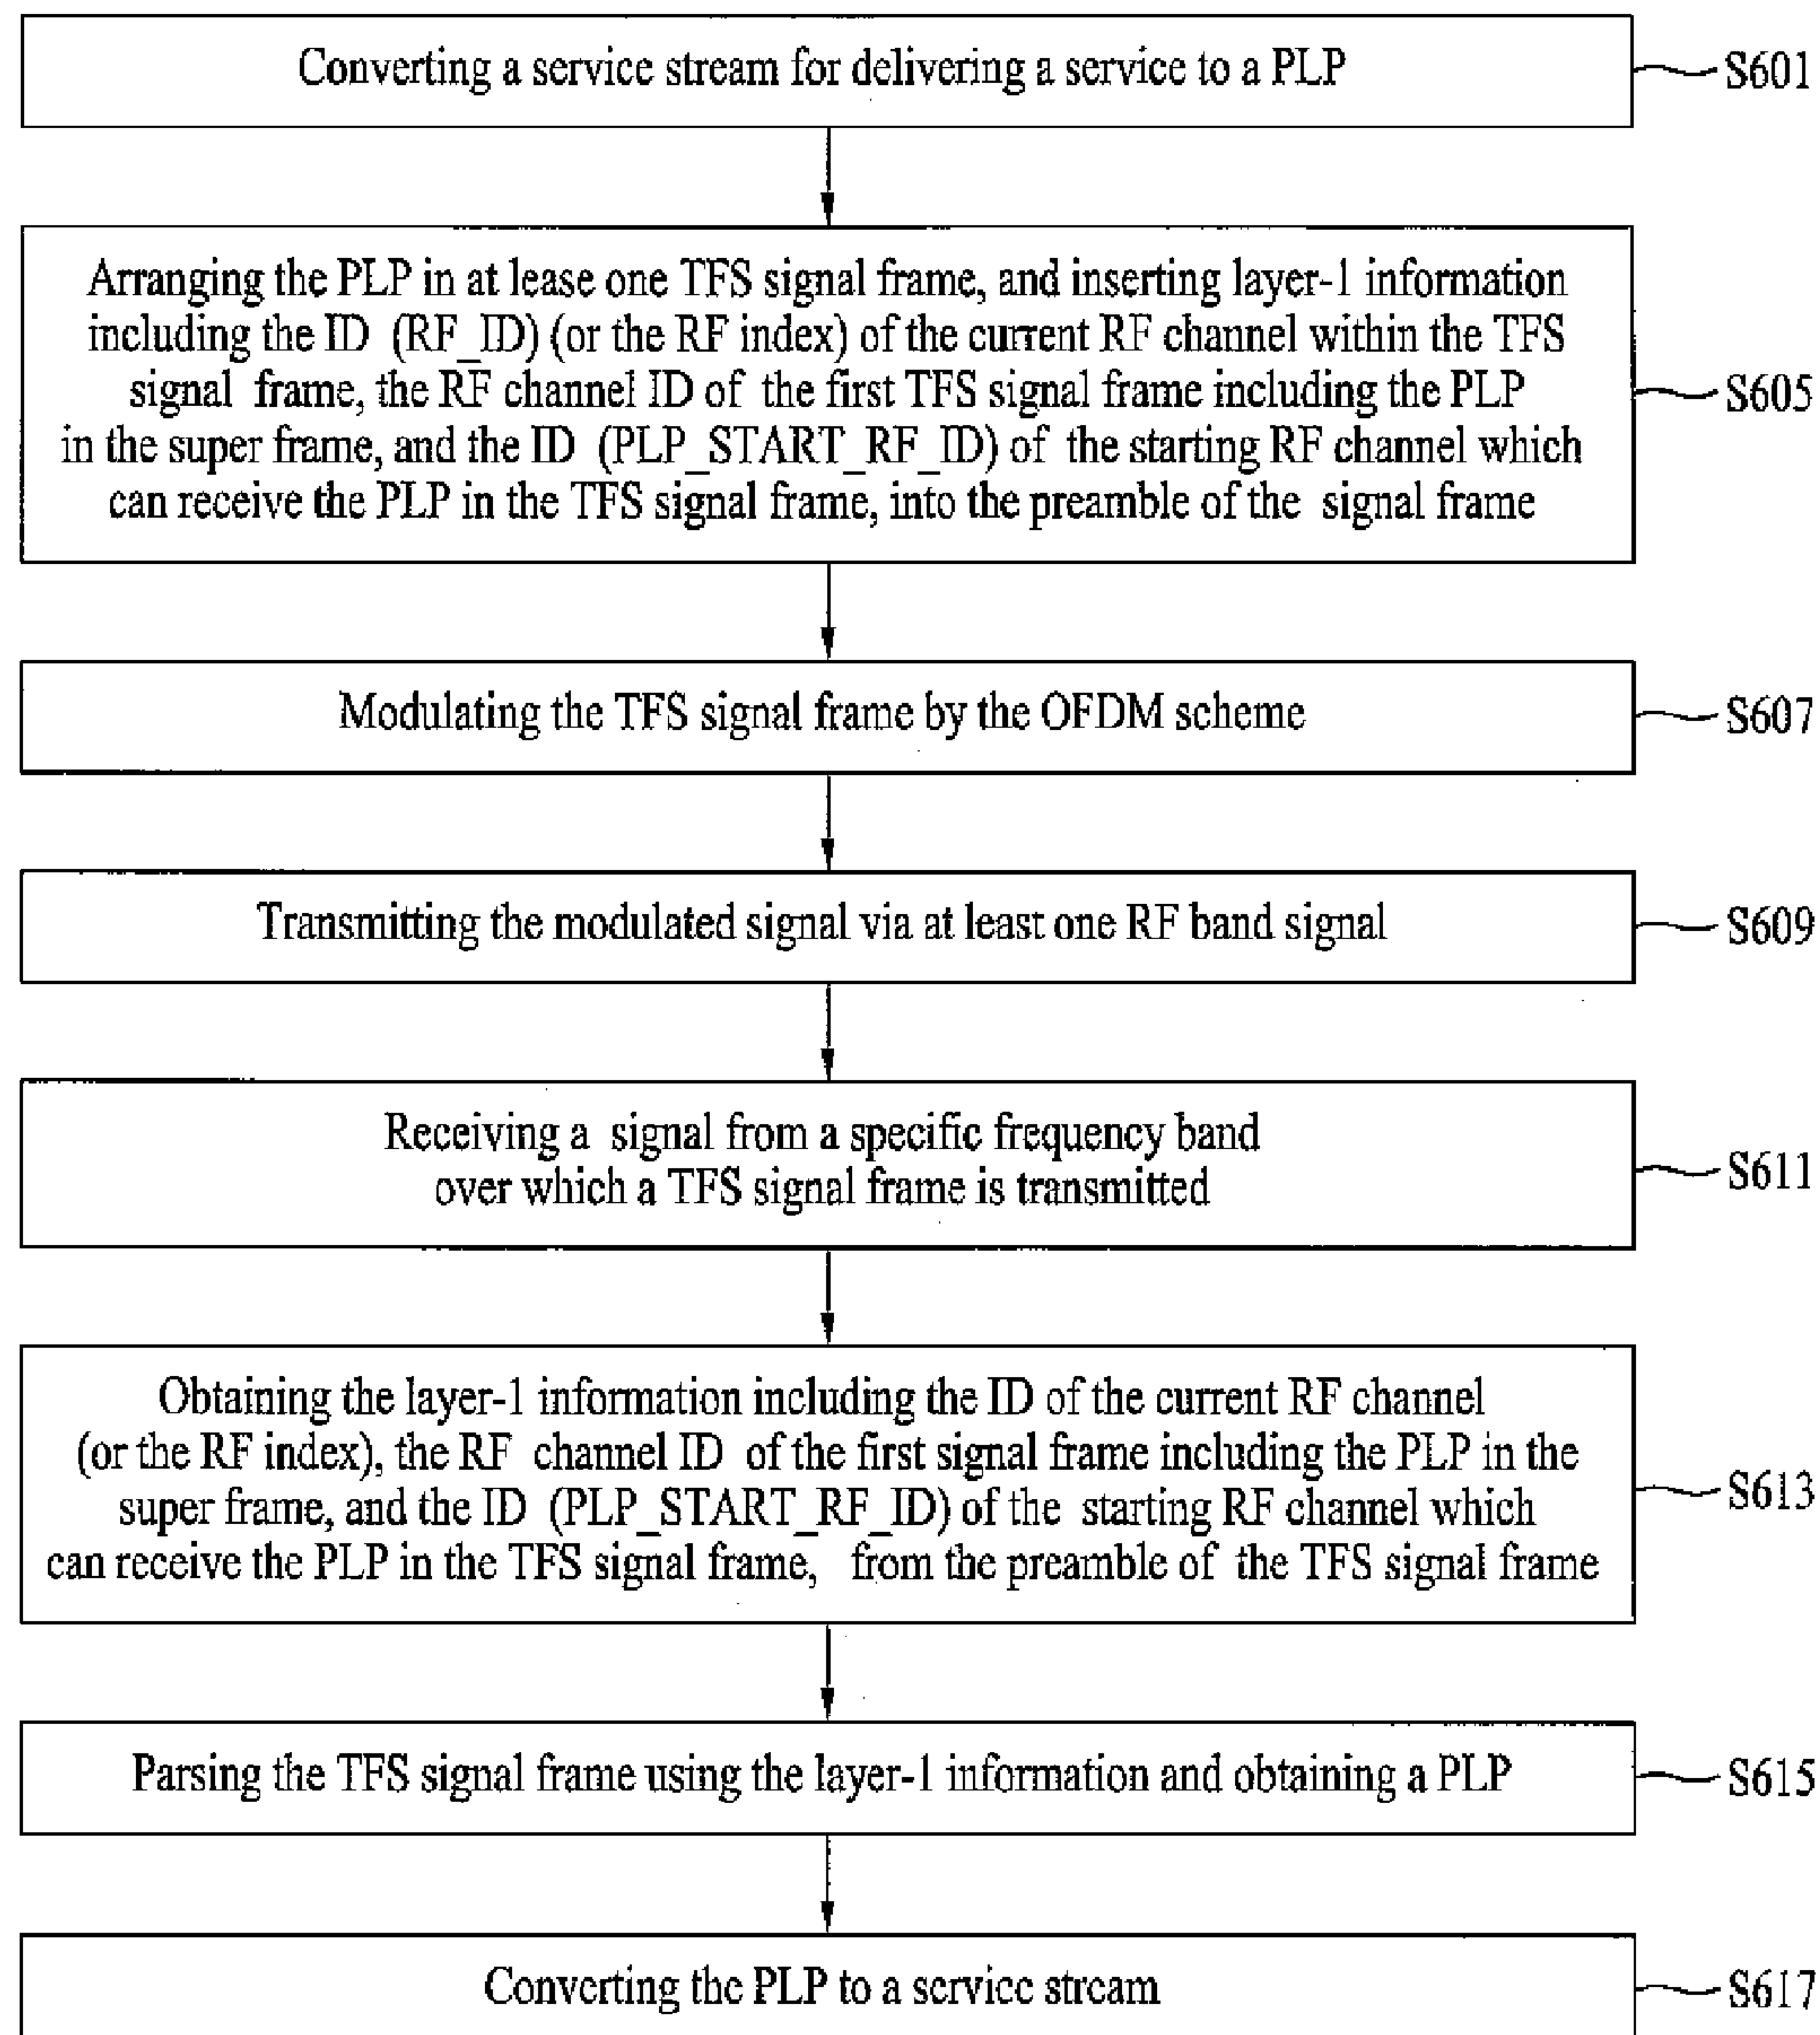 Converting a service stream for delivering a service to a PLP
S601
Arranging the PLP in at lease one TFS signal frame, and inserting layer-1 information
including the ID (RF_ID) (or the RF index) of the current RF channel within the TFS
signal frame, the RF channel ID of the first TFS signal frame including the PLP
in the super frame, and the ID (PLP_START_RF_ID) of the starting RF channel which
can receive the PLP in the TFS signal frame, into the preamble of the signal frame
S605
Modulating the TFS signal frame by the OFDM scheme
S607
Transmitting the modulated signal via at least one RF band signal
S609
Receiving a signal from a specific frequency band
over which a TFS signal frame is transmitted
S611
Obtaining the layer-1 information including the ID of the current RF channel
(or the RF index), the RF channel ID of the first signal frame including the PLP in the
super frame, and the ID (PLP_START_RF_ID) of the starting RF channel which
can receive the PLP in the TFS signal frame, from the preamble of the TFS signal frame
S613
Parsing the TFS signal frame using the layer-1 information and obtaining a PLP
S615
Converting the PLP to a service stream
S617